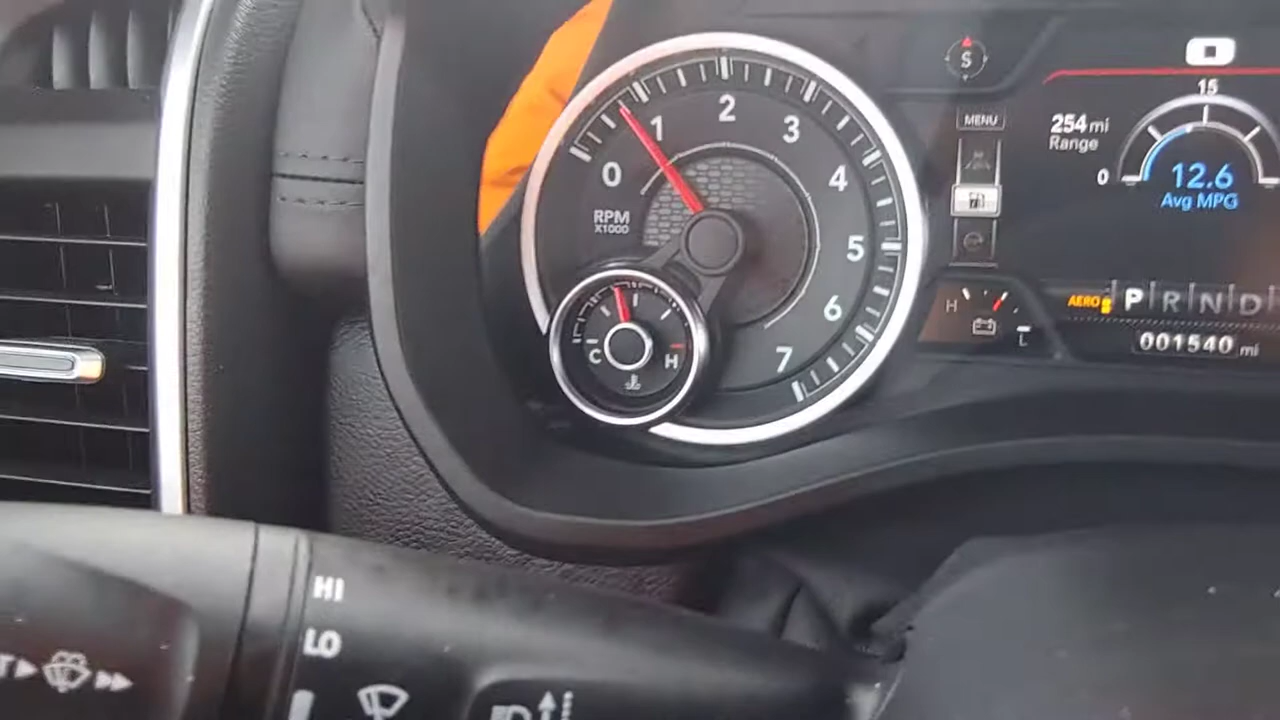 S
MENU
15
254 mi
Range
0
12.6
Avg MPG
0 1 2 3 4 5 6 7
RPM
X1000
C H
H
L
AERO P R N D
001540 mi
HI
LO